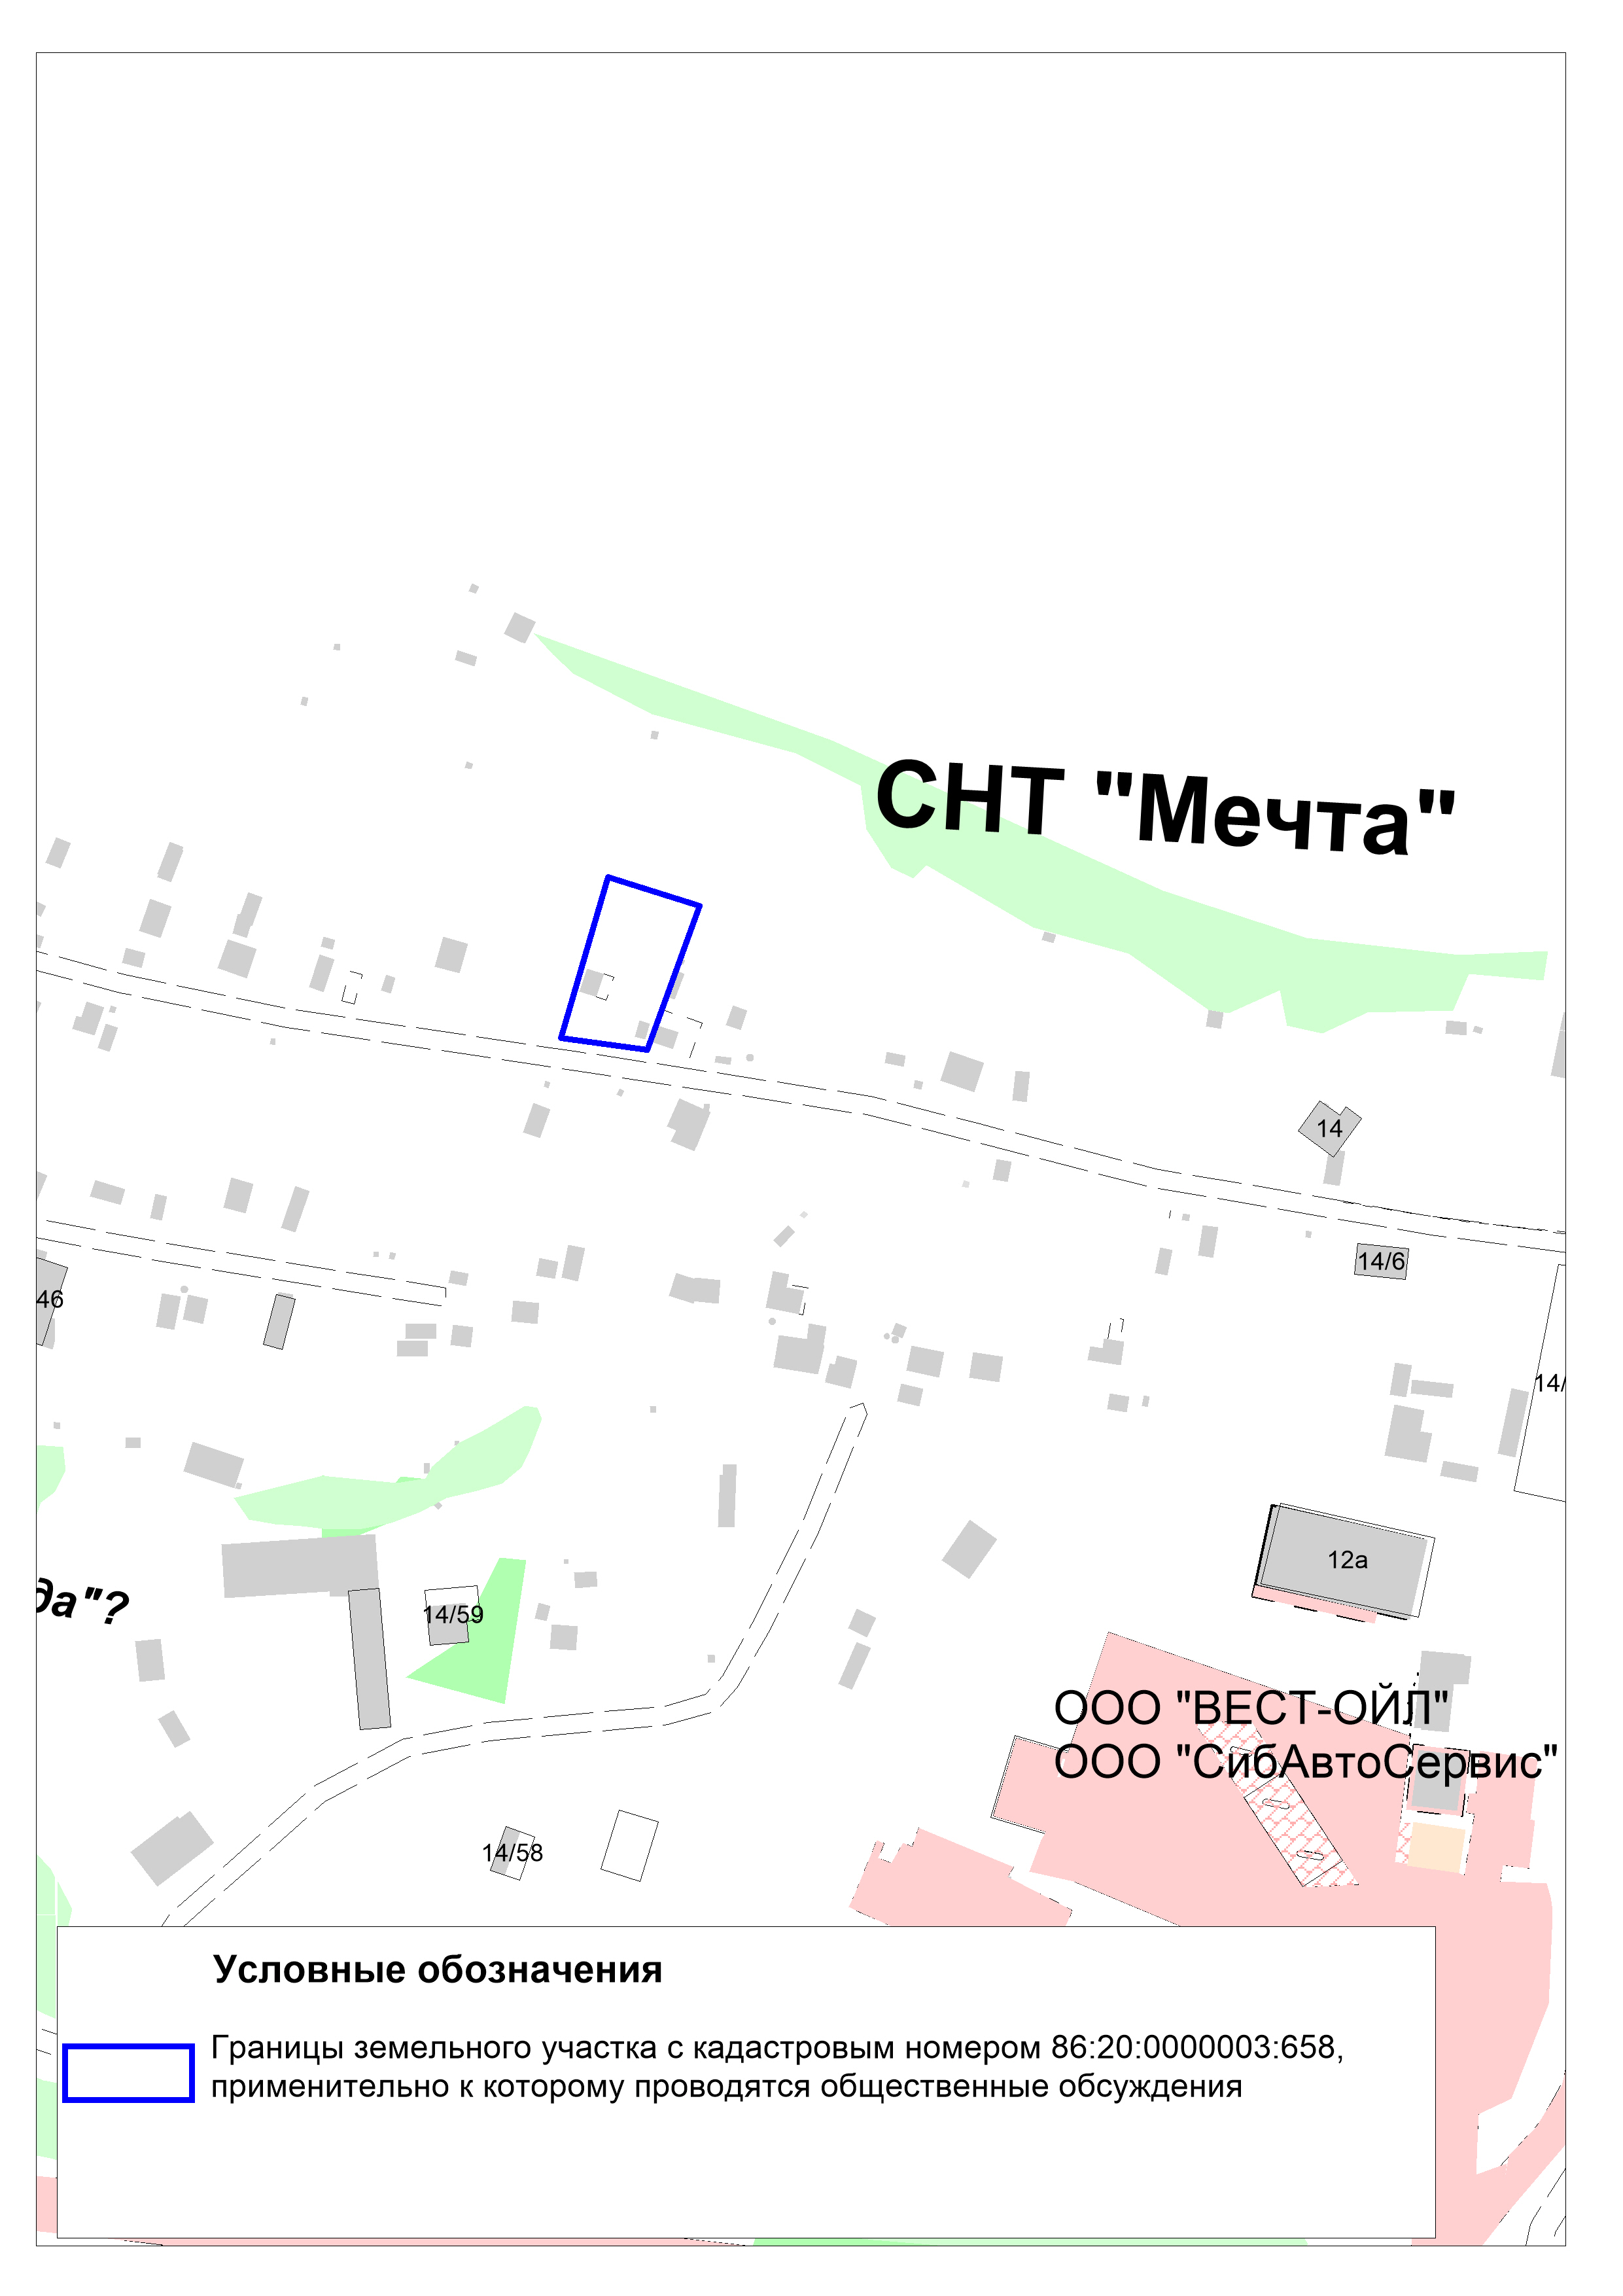 СНТ "Мечта"
14
14/6
46
14/
12а
да"?
14/59
ООО "ВЕСТ-ОЙЛ"
ООО "СибАвтоСервис"
14/58
Условные обозначения
Границы земельного участка с кадастровым номером 86:20:0000003:658,
применительно к которому проводятся общественные обсуждения